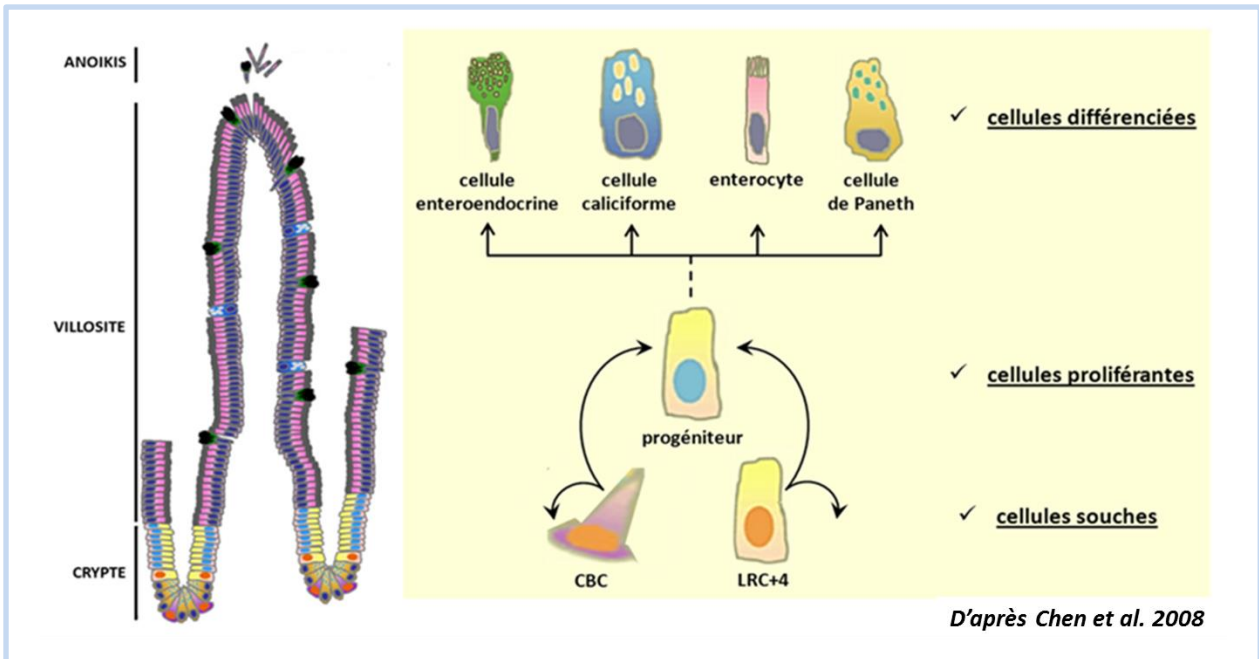 ANOIKIS
VILLOSITE
CRYPTE
cellule
enteroendocrine
cellule
caliciforme
enterocyte
cellule
de Paneth
✓ cellules différenciées
progéniteur
✓ cellules proliférantes
CBC
LRC+4
✓ cellules souches
D'après Chen et al. 2008